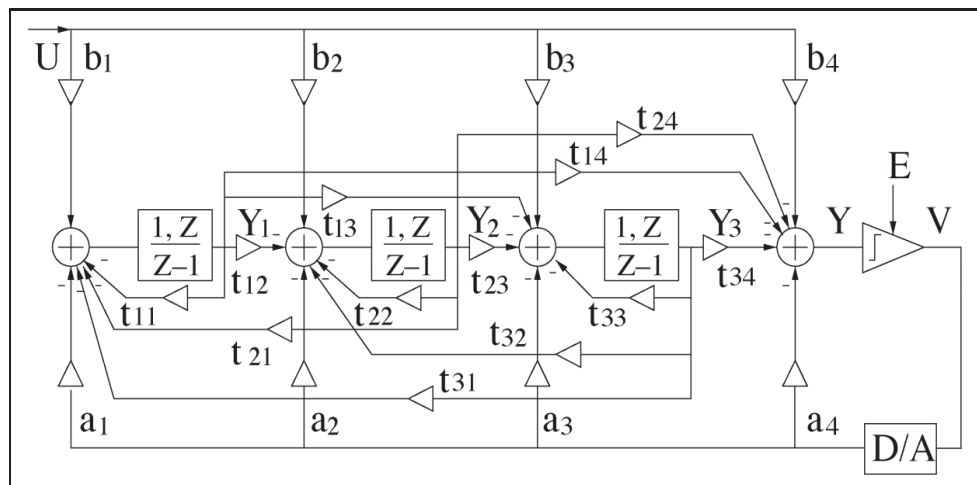 U b1 b2 b3 b4
t24
t14
E
t13
1, Z
Z–1
Y1
1, Z
Z–1
Y2
1, Z
Z–1
Y3
Y
V
t12
t23
t34
t11
t22
t33
t21
t32
t31
a1 a2 a3 a4
D/A